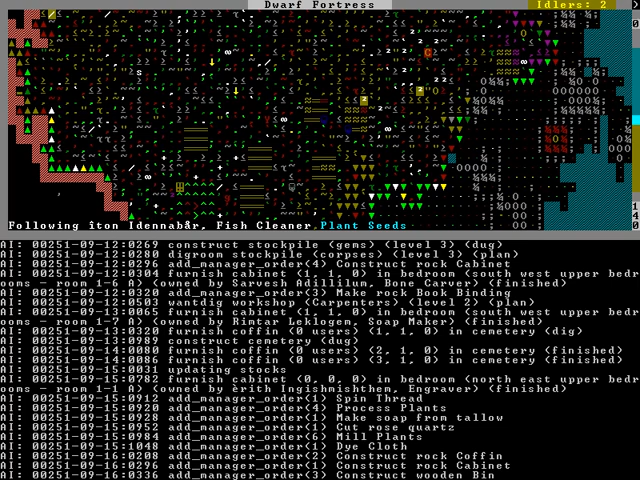 Dwarf Fortress
Idlers: 2
Following îton Idennabår, Fish Cleaner
Plant Seeds
140
AI: 00251-09-12:0269 construct stockpile (gems) (level 3) (dug)
AI: 00251-09-12:0280 digroom stockpile (corpses) (level 3) (plan)
AI: 00251-09-12:0296 add_manager_order(4) Construct rock Cabinet
AI: 00251-09-12:0304 furnish cabinet (1, 1, 0) in bedroom (south west upper bedr
ooms - room 1-6 A) (owned by Sarvesh Adillilum, Bone Carver) (finished)
AI: 00251-09-12:0320 add_manager_order(3) Make rock Book Binding
AI: 00251-09-12:0503 wantdig workshop (Carpenters) (level 2) (plan)
AI: 00251-09-13:0065 furnish cabinet (1, 1, 0) in bedroom (south west upper bedr
ooms - room 1-7 A) (owned by Rimtar Leklogem, Soap Maker) (finished)
AI: 00251-09-13:0320 furnish coffin (0 users) (1, 1, 0) in cemetery (dig)
AI: 00251-09-13:0989 construct cemetery (dug)
AI: 00251-09-14:0080 furnish coffin (0 users) (2, 1, 0) in cemetery (finished)
AI: 00251-09-14:0086 furnish coffin (0 users) (3, 1, 0) in cemetery (finished)
AI: 00251-09-15:0031 updating stocks
AI: 00251-09-15:0782 furnish cabinet (0, 0, 0) in bedroom (north east upper bedr
ooms - room 1-1 A) (owned by èrith Ingishmishthem, Engraver) (finished)
AI: 00251-09-15:0912 add_manager_order(1) Spin Thread
AI: 00251-09-15:0920 add_manager_order(4) Process Plants
AI: 00251-09-15:0928 add_manager_order(1) Make soap from tallow
AI: 00251-09-15:0952 add_manager_order(1) Cut rose quartz
AI: 00251-09-15:0984 add_manager_order(6) Mill Plants
AI: 00251-09-15:1048 add_manager_order(1) Dye Cloth
AI: 00251-09-16:0208 add_manager_order(2) Construct rock Coffin
AI: 00251-09-16:0296 add_manager_order(1) Construct rock Cabinet
AI: 00251-09-16:0336 add_manager_order(3) Construct wooden Bin